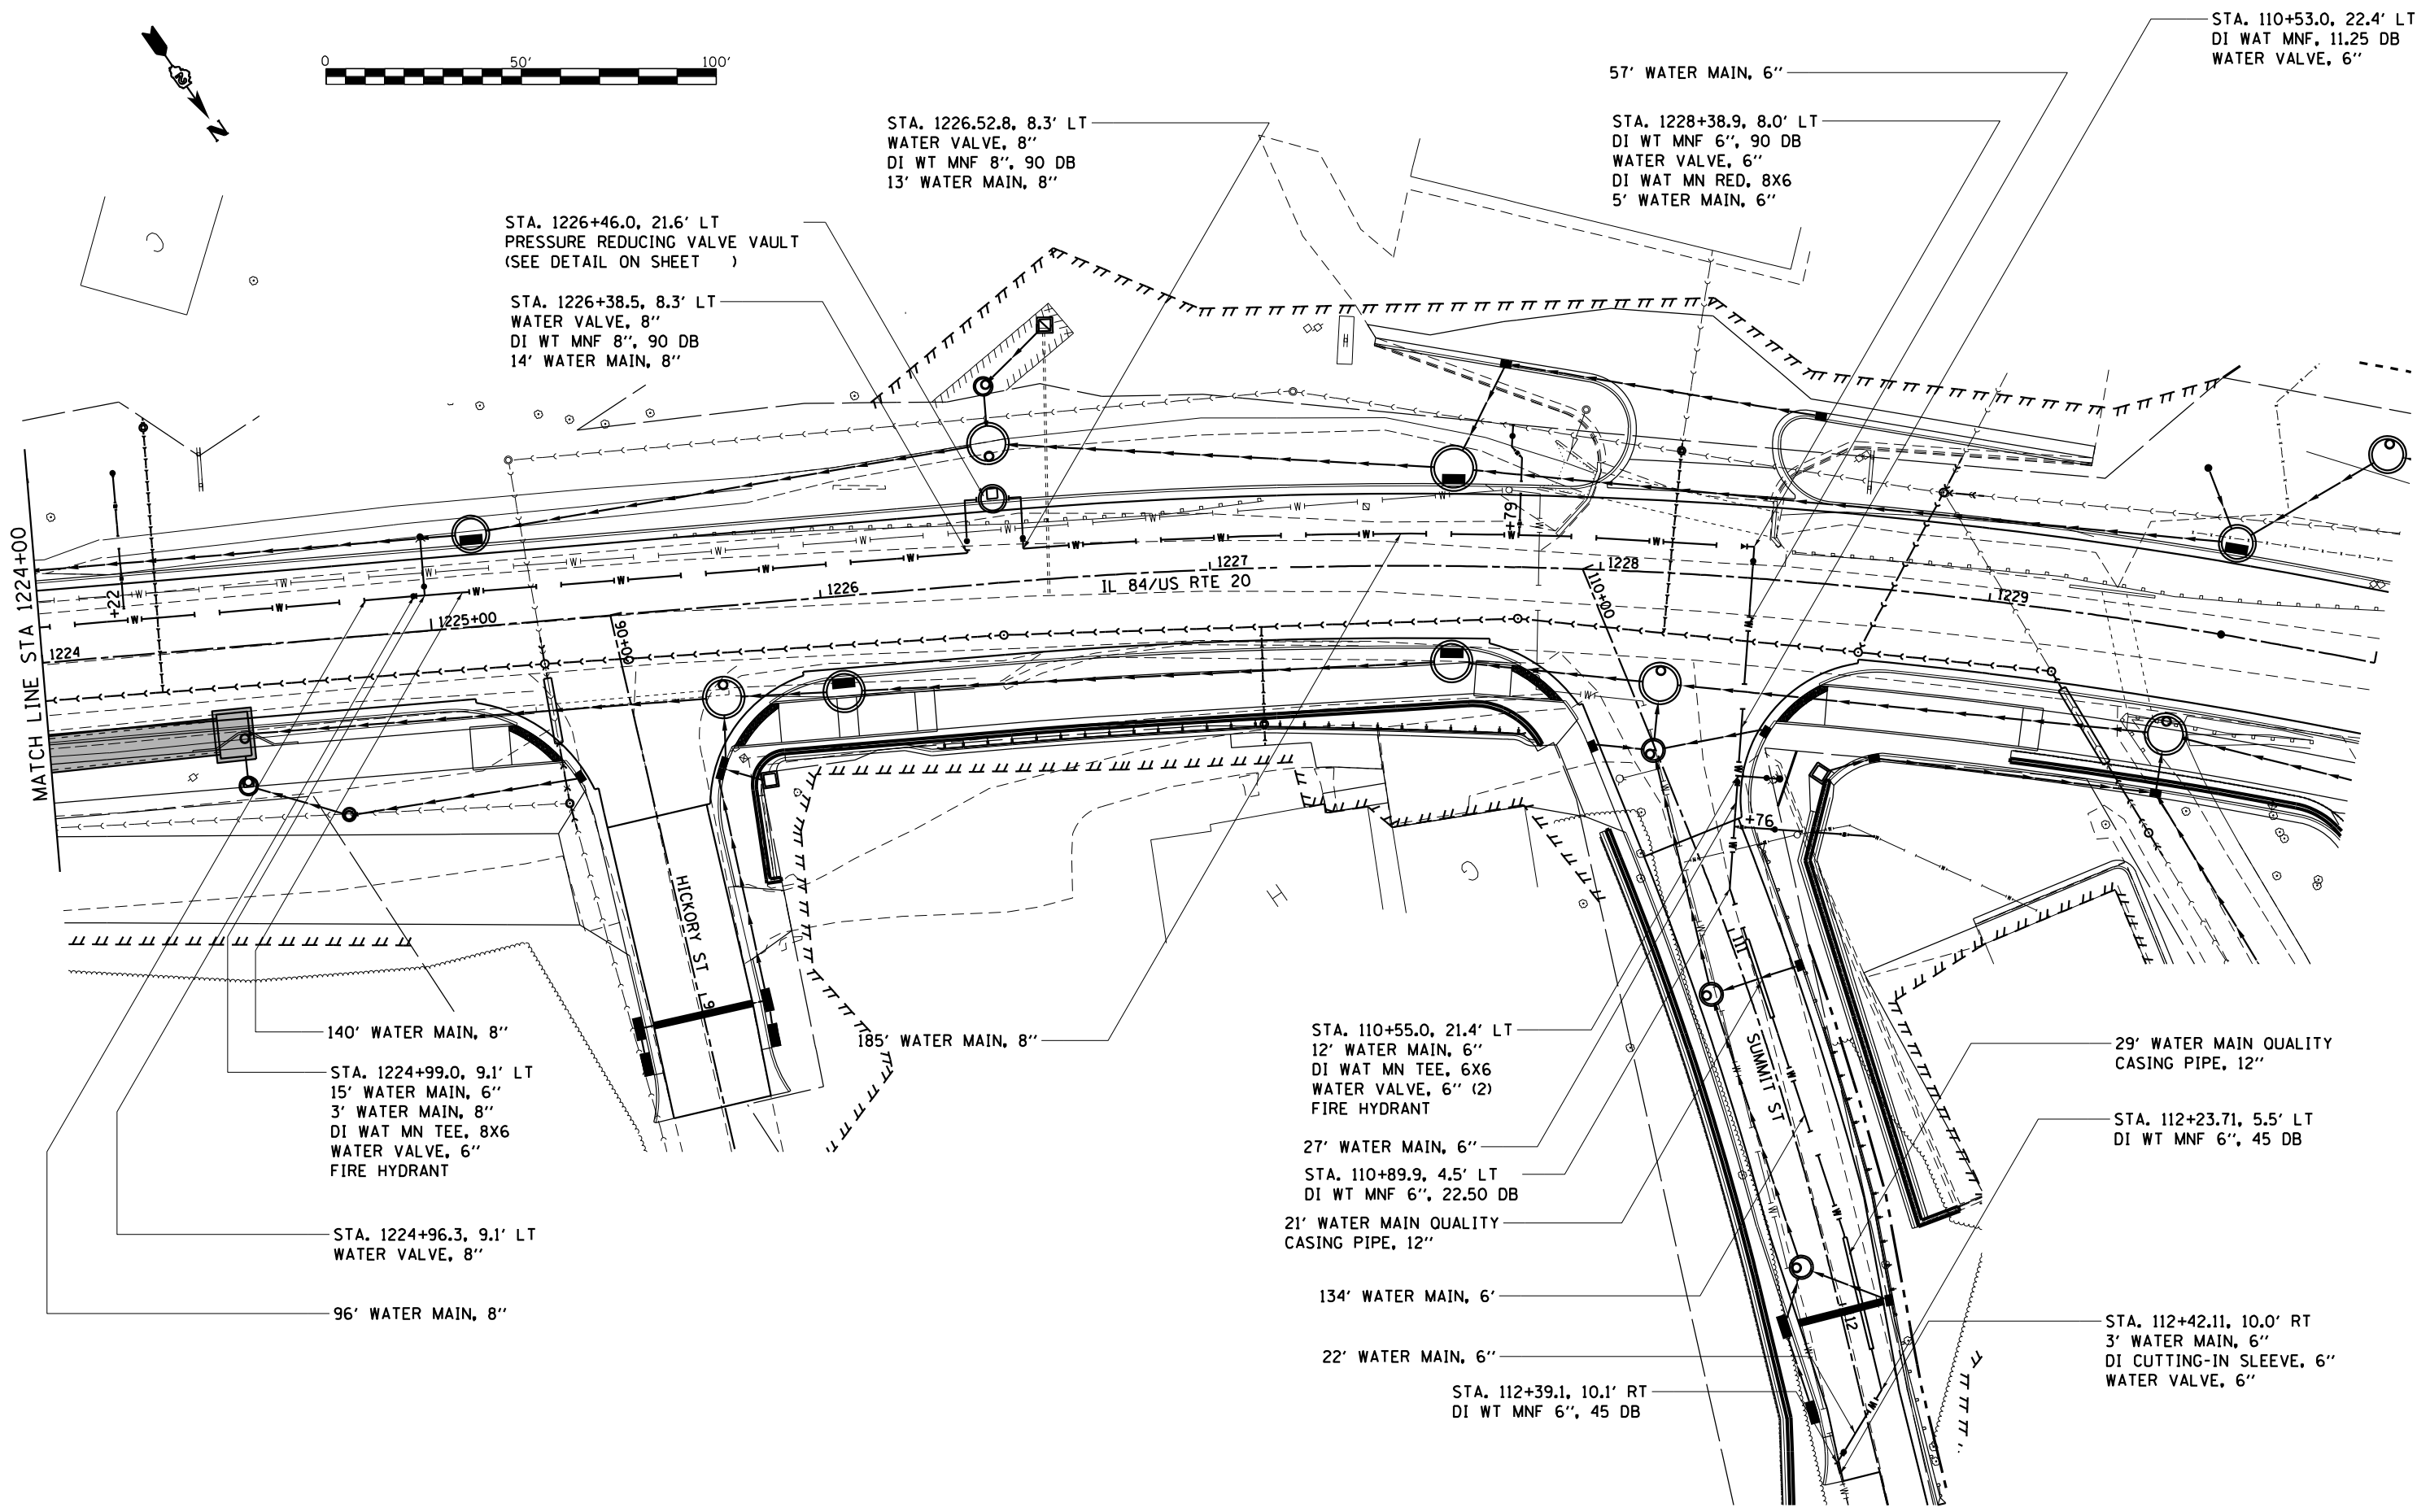 0 50' 100'
N
STA. 110+53.0, 22.4' LT
DI WAT MNF, 11.25 DB
WATER VALVE, 6''
57' WATER MAIN, 6''
STA. 1228+38.9, 8.0' LT
DI WT MNF 6'', 90 DB
WATER VALVE, 6''
DI WAT MN RED, 8X6
5' WATER MAIN, 6''
STA. 1226.52.8, 8.3' LT
WATER VALVE, 8''
DI WT MNF 8'', 90 DB
13' WATER MAIN, 8''
STA. 1226+46.0, 21.6' LT
PRESSURE REDUCING VALVE VAULT
(SEE DETAIL ON SHEET )
STA. 1226+38.5, 8.3' LT
WATER VALVE, 8''
DI WT MNF 8'', 90 DB
14' WATER MAIN, 8''
MATCH LINE STA 1224+00
+22
+79
1224
1225+00
1226
1227
1228
1229
IL 84/US RTE 20
90+00
110+00
+76
HICKORY ST
91
111
SUMMIT ST
112
H
G
140' WATER MAIN, 8''
STA. 1224+99.0, 9.1' LT
15' WATER MAIN, 6''
3' WATER MAIN, 8''
DI WAT MN TEE, 8X6
WATER VALVE, 6''
FIRE HYDRANT
STA. 1224+96.3, 9.1' LT
WATER VALVE, 8''
96' WATER MAIN, 8''
185' WATER MAIN, 8''
STA. 110+55.0, 21.4' LT
12' WATER MAIN, 6''
DI WAT MN TEE, 6X6
WATER VALVE, 6'' (2)
FIRE HYDRANT
27' WATER MAIN, 6''
STA. 110+89.9, 4.5' LT
DI WT MNF 6'', 22.50 DB
21' WATER MAIN QUALITY
CASING PIPE, 12''
134' WATER MAIN, 6'
22' WATER MAIN, 6''
STA. 112+39.1, 10.1' RT
DI WT MNF 6'', 45 DB
29' WATER MAIN QUALITY
CASING PIPE, 12''
STA. 112+23.71, 5.5' LT
DI WT MNF 6'', 45 DB
STA. 112+42.11, 10.0' RT
3' WATER MAIN, 6''
DI CUTTING-IN SLEEVE, 6''
WATER VALVE, 6''